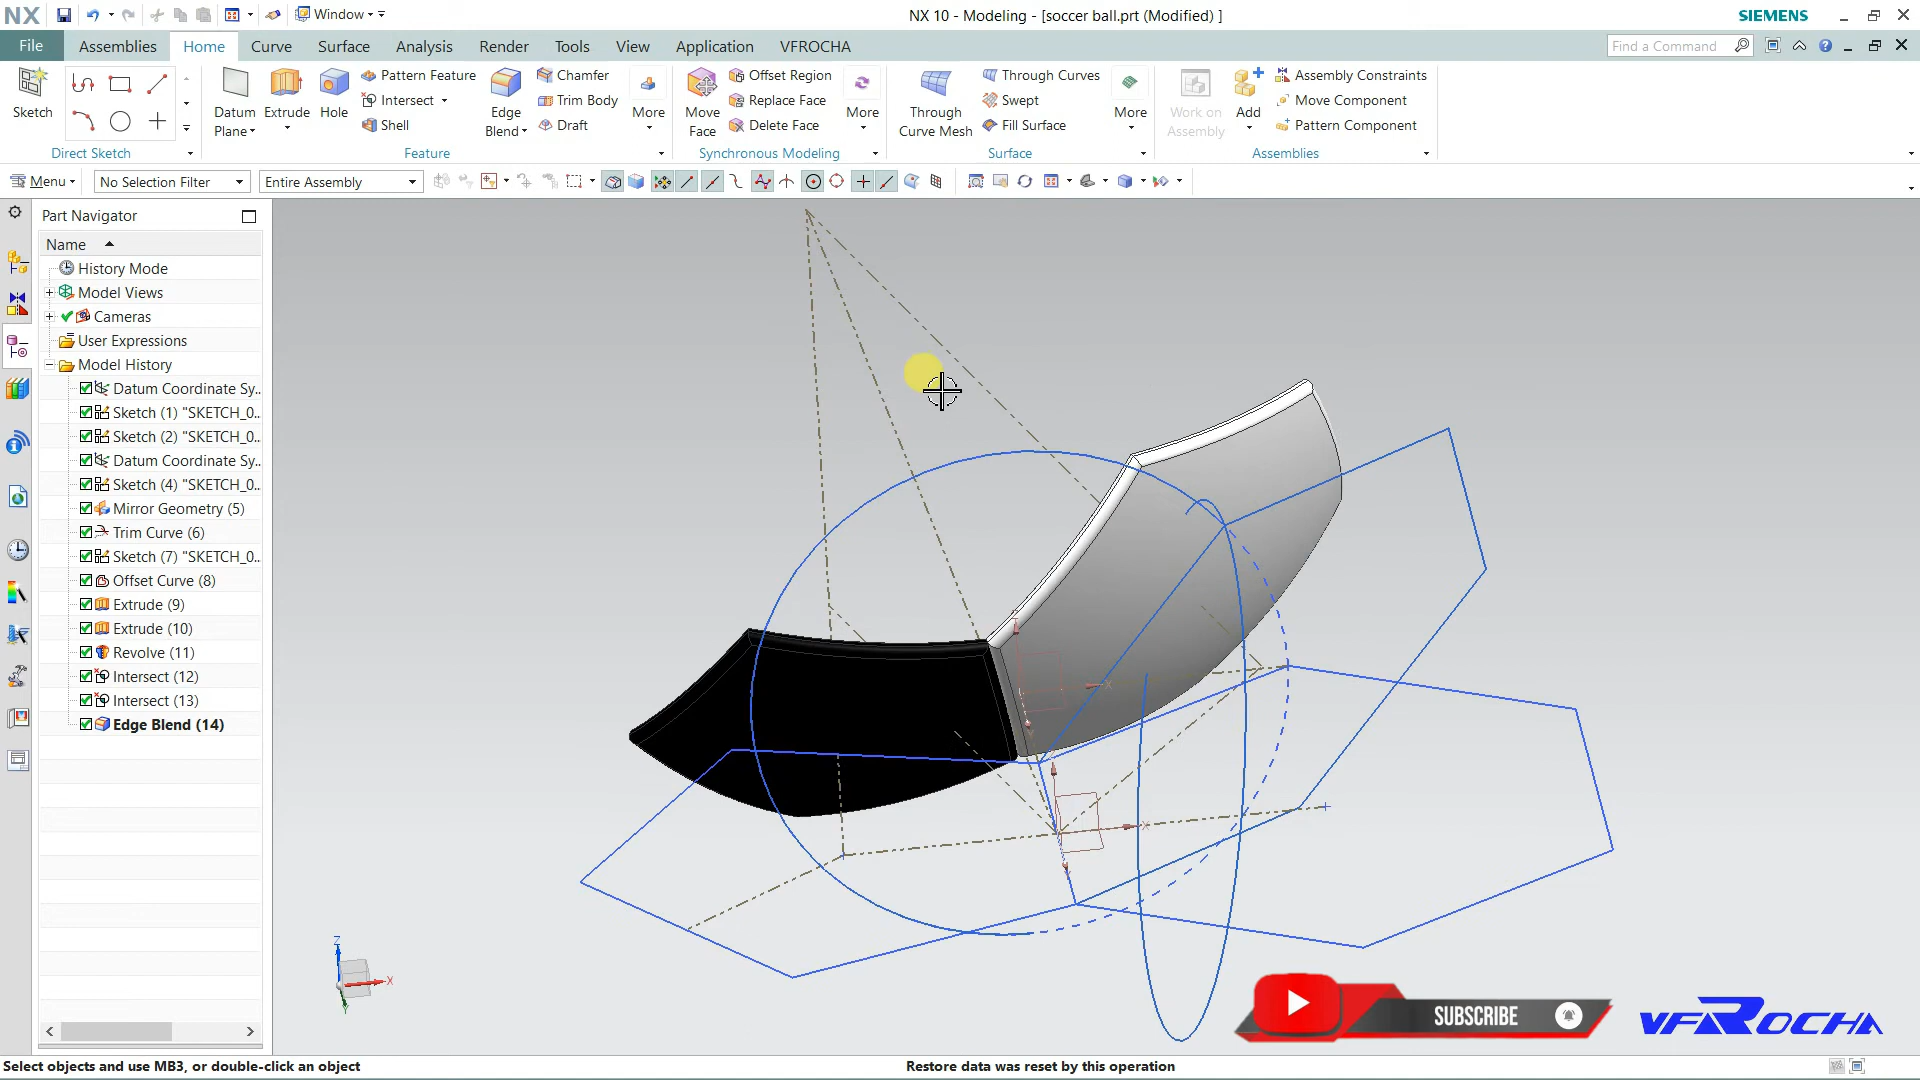 NX
Window
NX 10 - Modeling - [soccer ball.prt (Modified) ]
SIEMENS
File
Assemblies
Home
Curve
Surface
Analysis
Render
Tools
View
Application
VFROCHA
Find a Command
Sketch
Direct Sketch
Datum
Plane
Extrude
Hole
Pattern Feature
Intersect
Shell
Edge
Blend
Chamfer
Trim Body
Draft
More
Feature
Move
Face
Offset Region
Replace Face
Delete Face
More
Synchronous Modeling
Through
Curve Mesh
Through Curves
Swept
Fill Surface
More
Surface
Work on
Assembly
Add
Assembly Constraints
Move Component
Pattern Component
Assemblies
Menu
No Selection Filter
Entire Assembly
Part Navigator
Name
History Mode
Model Views
Cameras
User Expressions
Model History
Datum Coordinate Sy..
Sketch (1) "SKETCH_0..
Sketch (2) "SKETCH_0..
Datum Coordinate Sy..
Sketch (4) "SKETCH_0..
Mirror Geometry (5)
Trim Curve (6)
Sketch (7) "SKETCH_0..
Offset Curve (8)
Extrude (9)
Extrude (10)
Revolve (11)
Intersect (12)
Intersect (13)
Edge Blend (14)
X
X
Z
X
Y
SUBSCRIBE
VFROCHA
Select objects and use MB3, or double-click an object
Restore data was reset by this operation